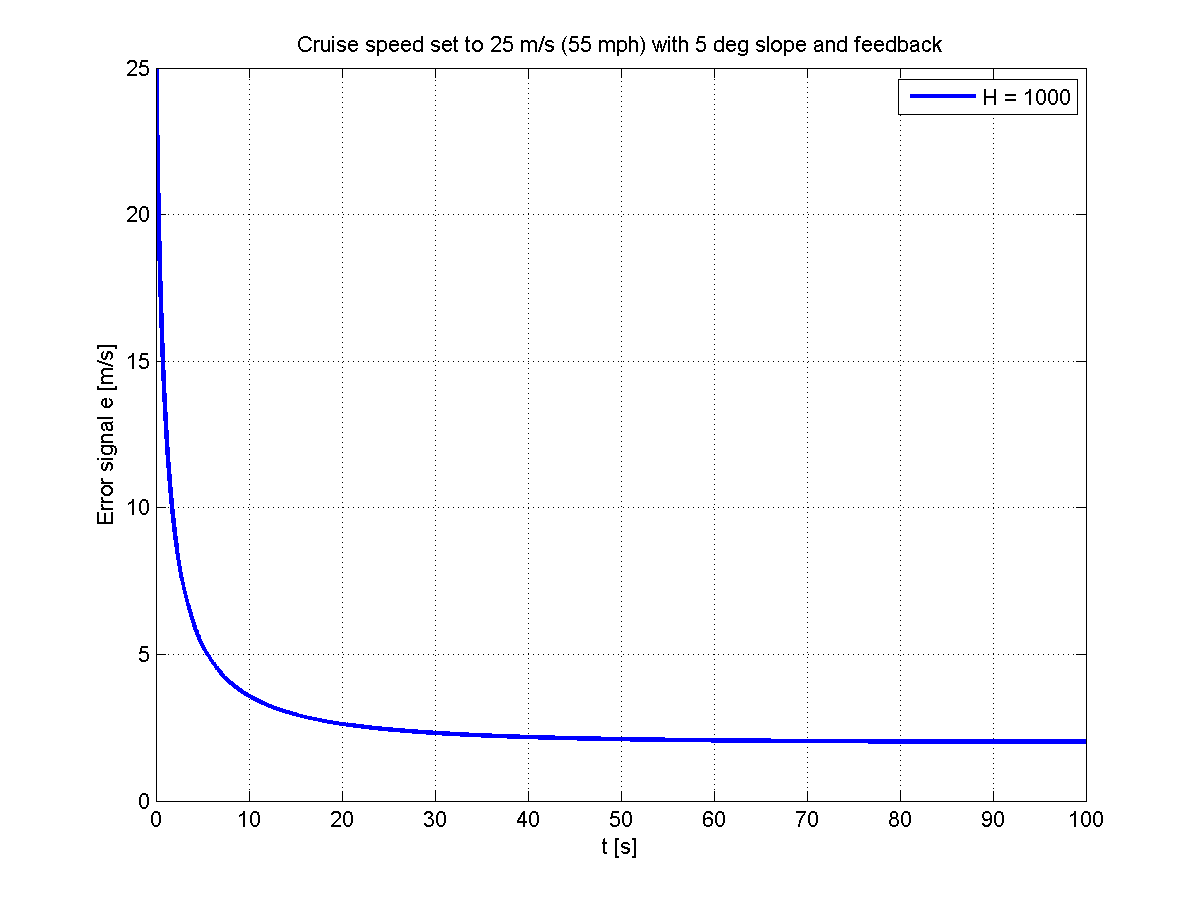 Cruise speed set to 25 m/s (55 mph) with 5 deg slope and feedback
H = 1000
25
20
15
10
5
0
Error signal e [m/s]
0 10 20 30 40 50 60 70 80 90 100
t [s]